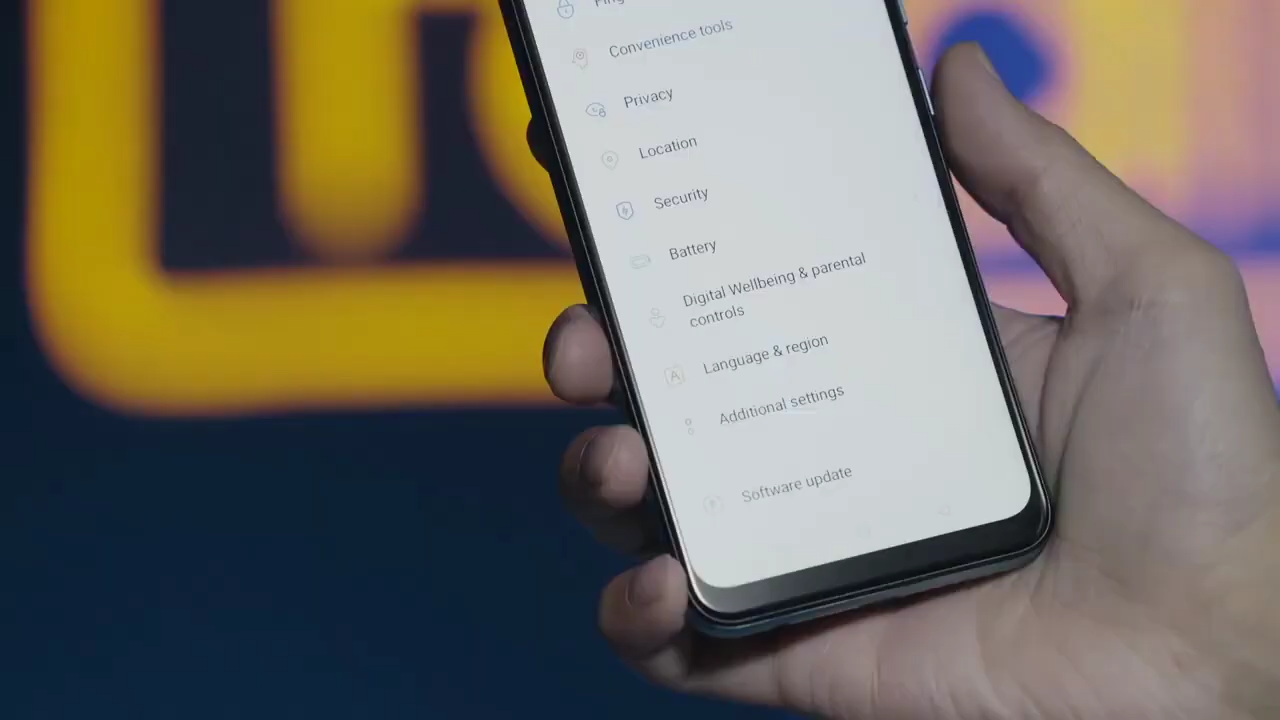 Convenience tools
Privacy
Location
Security
Battery
Digital Wellbeing & parental
controls
Language & region
Additional settings
Software update